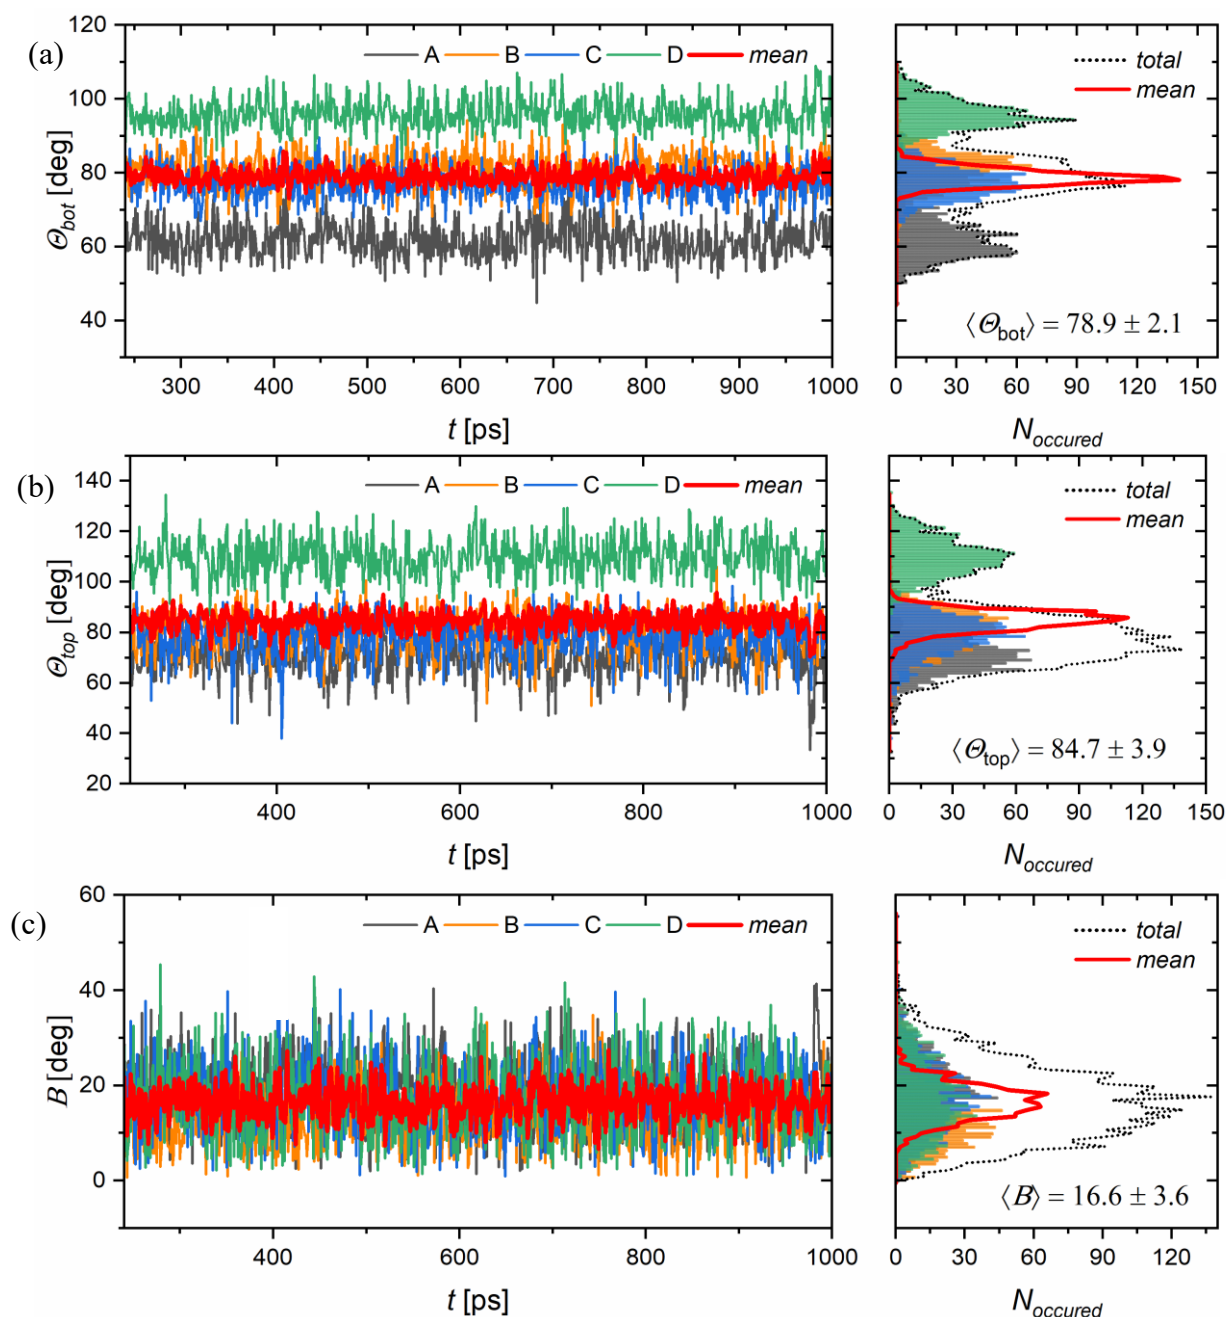 (a)
Θbot [deg]
120
100
80
60
40
A B C D mean
300 400 500 600 700 800 900 1000
t [ps]
total
mean
⟨Θbot⟩ = 78.9 ± 2.1
0 30 60 90 120 150
Noccured
(b)
Θtop [deg]
140
120
100
80
60
40
20
A B C D mean
400 600 800 1000
t [ps]
total
mean
⟨Θtop⟩ = 84.7 ± 3.9
0 30 60 90 120 150
Noccured
(c)
B [deg]
60
40
20
0
A B C D mean
400 600 800 1000
t [ps]
total
mean
⟨B⟩ = 16.6 ± 3.6
0 30 60 90 120
Noccured